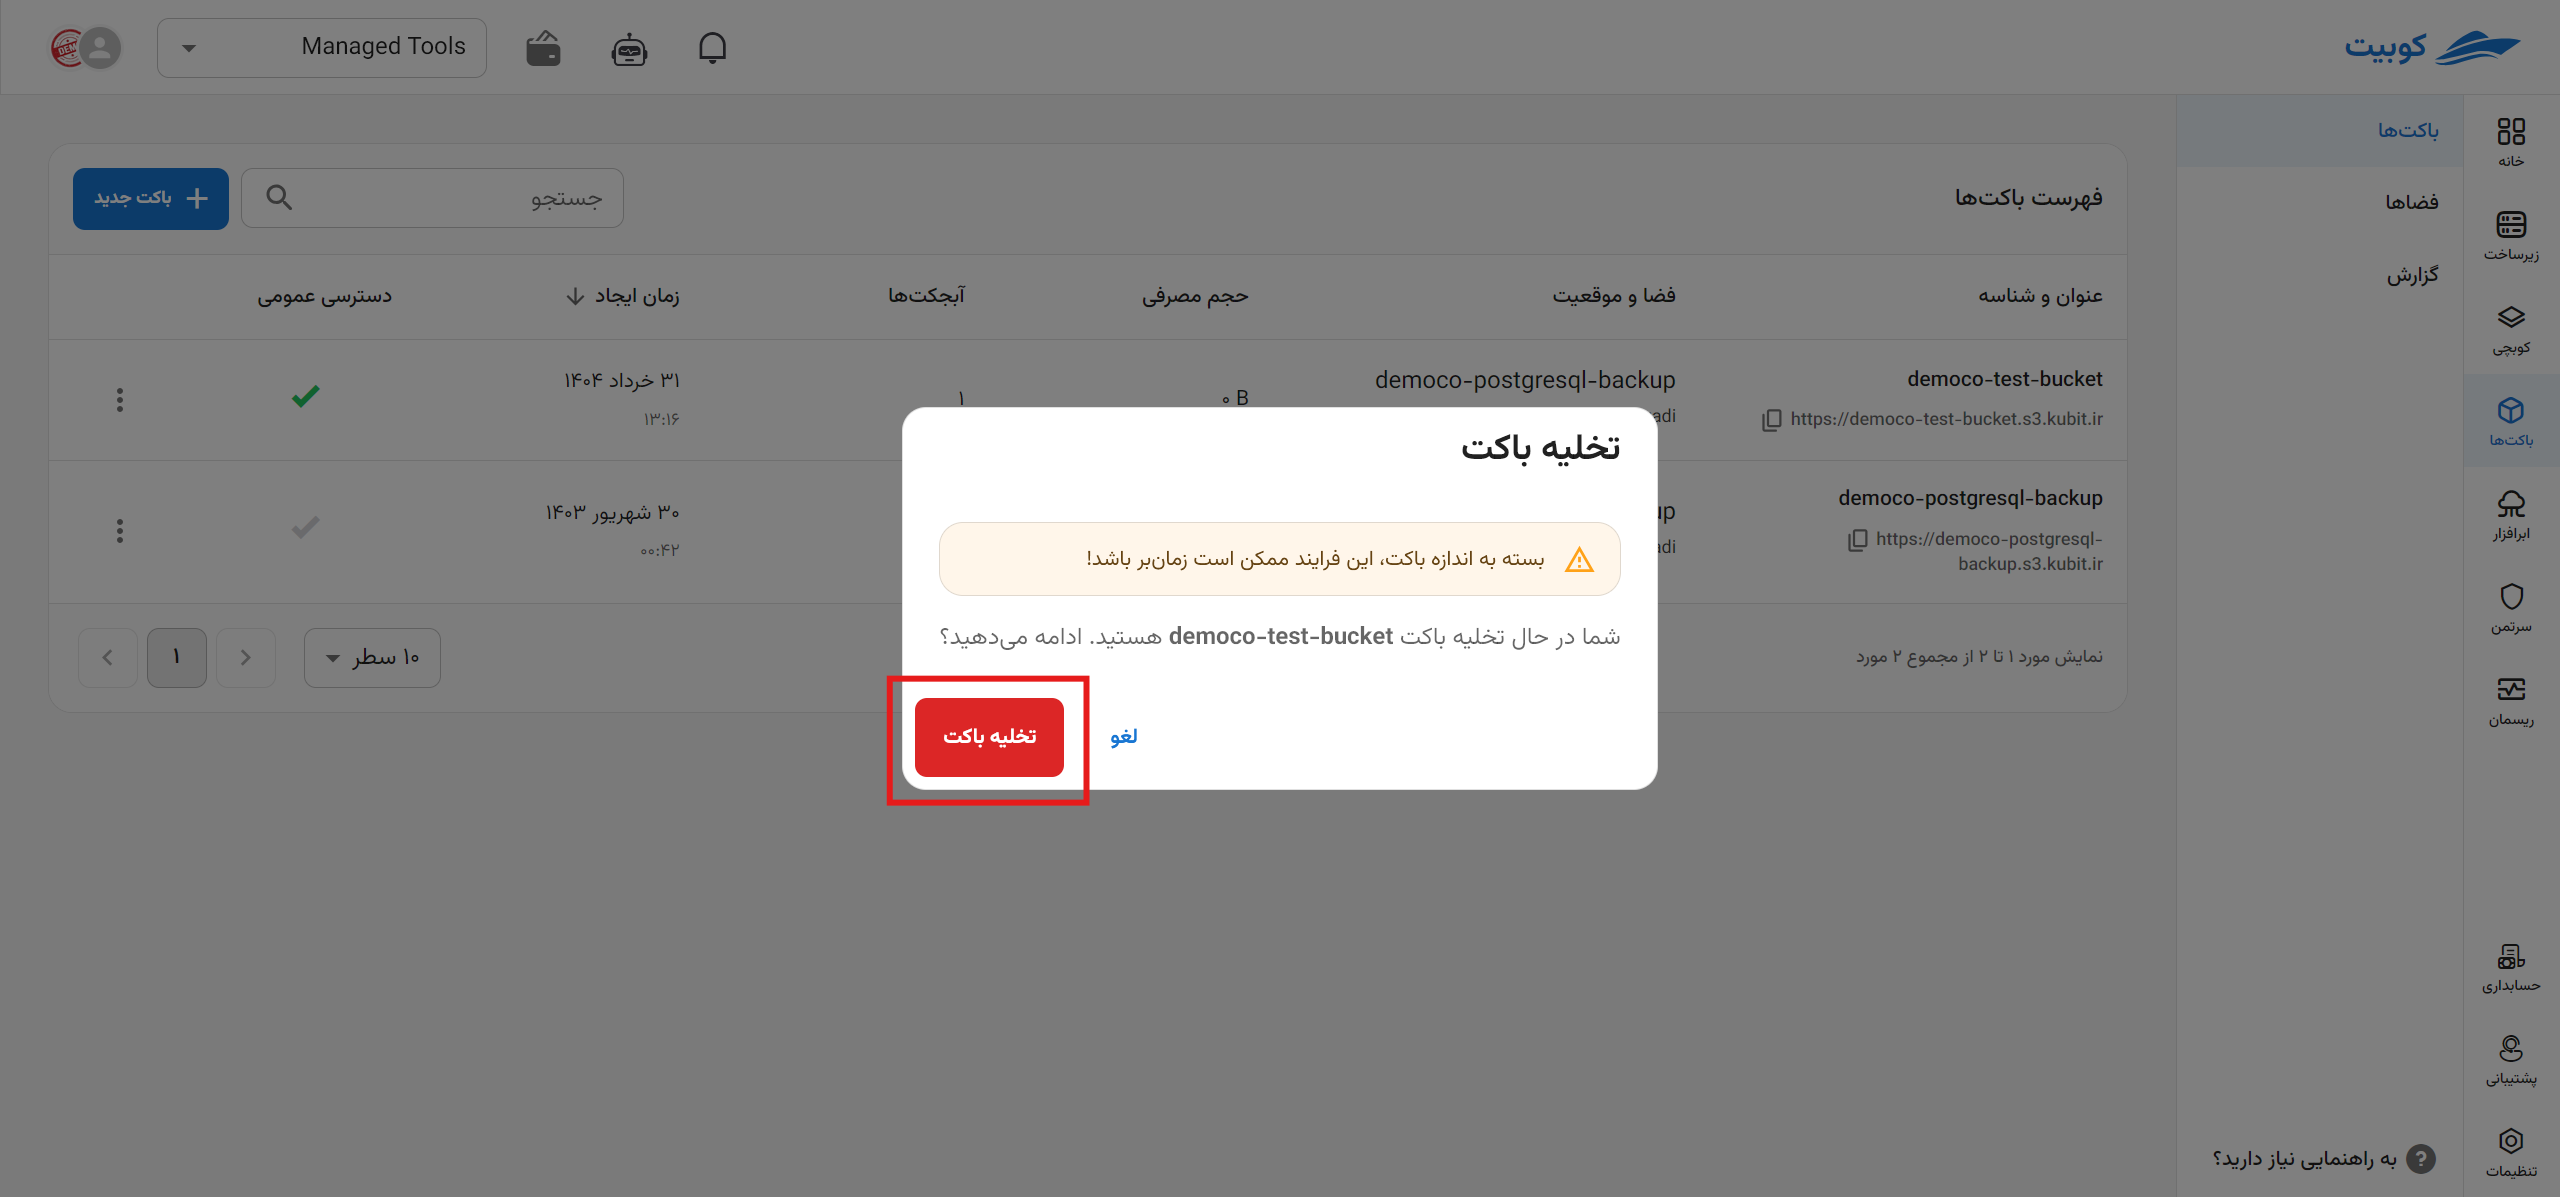 کوبیت
Managed Tools
DEM
خانه
زیرساخت
کوبچی
باکت‌ها
ابرافزار
سرتمن
ریسمان
حسابداری
پشتیبانی
تنظیمات
باکت‌ها
فضاها
گزارش
به راهنمایی نیاز دارید؟
فهرست باکت‌ها
جستجو
باکت جدید
عنوان و شناسه
فضا و موقعیت
حجم مصرفی
آبجکت‌ها
زمان ایجاد
دسترسی عمومی
democo-test-bucket
https://democo-test-bucket.s3.kubit.ir
democo-postgresql-backup
adi
۰ B
۱
۳۱ خرداد ۱۴۰۴
۱۳:۱۶
democo-postgresql-backup
https://democo-postgresql-
backup.s3.kubit.ir
up
adi
۳۰ شهریور ۱۴۰۳
۰۰:۴۲
نمایش مورد ۱ تا ۲ از مجموع ۲ مورد
۱۰ سطر
۱
تخلیه باکت
بسته به اندازه باکت، این فرایند ممکن است زمان‌بر باشد!
شما در حال تخلیه باکت democo-test-bucket هستید. ادامه می‌دهید؟
لغو
تخلیه باکت